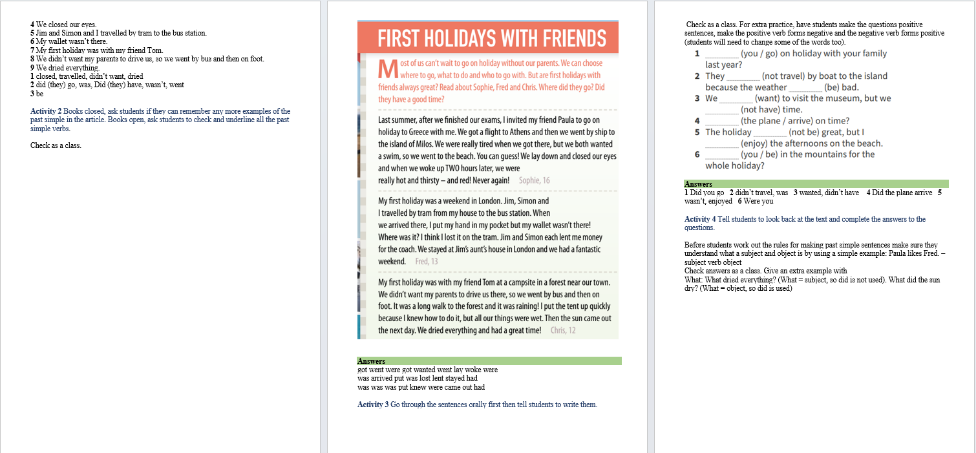 4 We closed our eyes.
5 Jim and Simon and I travelled by tram to the bus station.
6 My wallet wasn't there.
7 My first holiday was with my friend Tom.
8 We didn't want my parents to drive us, so we went by bus and then on foot.
9 We dried everything.
1 closed, travelled, didn't want, dried
2 did (they) go, was, Did (they) have, wasn't, went
3 be
Activity 2 Books closed, ask students if they can remember any more examples of the
past simple in the article. Books open, ask students to check and underline all the past
simple verbs.
Check as a class.
FIRST HOLIDAYS WITH FRIENDS
Most of us can't wait to go on holiday without our parents. We can choose
where to go, what to do and who to go with. But are first holidays with
friends always great? Read about Sophie, Fred and Chris. Where did they go? Did
they have a good time?
Last summer, after we finished our exams, I invited my friend Paula to go on
holiday to Greece with me. We got a flight to Athens and then we went by ship to
the island of Milos. We were really tired when we got there, but we both wanted
a swim, so we went to the beach. You can guess! We lay down and closed our eyes
and when we woke up TWO hours later, we were
really hot and thirsty – and red! Never again! Sophie, 16
My first holiday was a weekend in London. Jim, Simon and
I travelled by tram from my house to the bus station. When
we arrived there, I put my hand in my pocket but my wallet wasn't there!
Where was it? I think I lost it on the tram. Jim and Simon each lent me money
for the coach. We stayed at Jim's aunt's house in London and we had a fantastic
weekend. Fred, 13
My first holiday was with my friend Tom at a campsite in a forest near our town.
We didn't want my parents to drive us there, so we went by bus and then on
foot. It was a long walk to the forest and it was raining! I put the tent up quickly
because I knew how to do it, but all our things were wet. Then the sun came out
the next day. We dried everything and had a great time! Chris, 12
Answers
got went were got wanted went lay woke were
was arrived put was lost lent stayed had
was was was put knew were came out had
Activity 3 Go through the sentences orally first then tell students to write them.
Check as a class. For extra practice, have students make the questions positive
sentences, make the positive verb forms negative and the negative verb forms positive
(students will need to change some of the words too).
1 ______ (you / go) on holiday with your family
last year?
2 They ______ (not travel) by boat to the island
because the weather ______ (be) bad.
3 We ______ (want) to visit the museum, but we
______ (not have) time.
4 ______ (the plane / arrive) on time?
5 The holiday ______ (not be) great, but I
______ (enjoy) the afternoons on the beach.
6 ______ (you / be) in the mountains for the
whole holiday?
Answers
1 Did you go 2 didn't travel, was 3 wanted, didn't have 4 Did the plane arrive 5
wasn't, enjoyed 6 Were you
Activity 4 Tell students to look back at the text and complete the answers to the
questions.
Before students work out the rules for making past simple sentences make sure they
understand what a subject and object is by using a simple example: Paula likes Fred. –
subject verb object
Check answers as a class. Give an extra example with
What: What dried everything? (What = subject, so did is not used). What did the sun
dry? (What = object, so did is used)